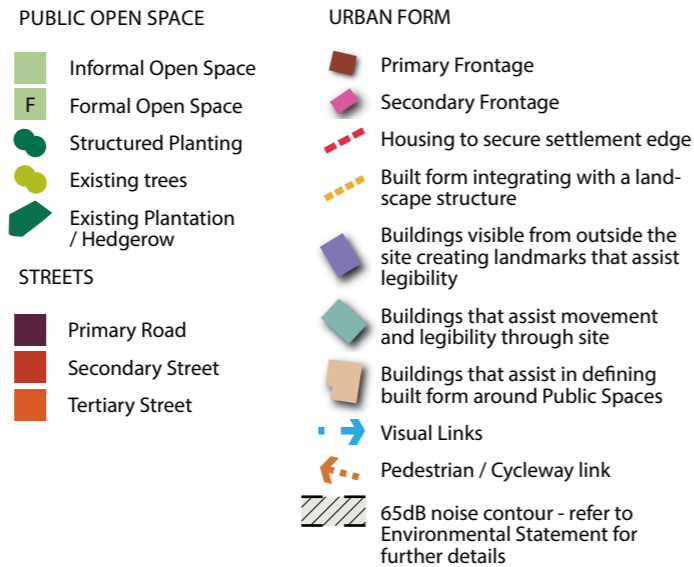 PUBLIC OPEN SPACE
Informal Open Space
F
Formal Open Space
Structured Planting
Existing trees
Existing Plantation
/ Hedgerow
STREETS
Primary Road
Secondary Street
Tertiary Street
URBAN FORM
Primary Frontage
Secondary Frontage
Housing to secure settlement edge
Built form integrating with a land-
scape structure
Buildings visible from outside the
site creating landmarks that assist
legibility
Buildings that assist movement
and legibility through site
Buildings that assist in defining
built form around Public Spaces
Visual Links
Pedestrian / Cycleway link
65dB noise contour - refer to
Environmental Statement for
further details